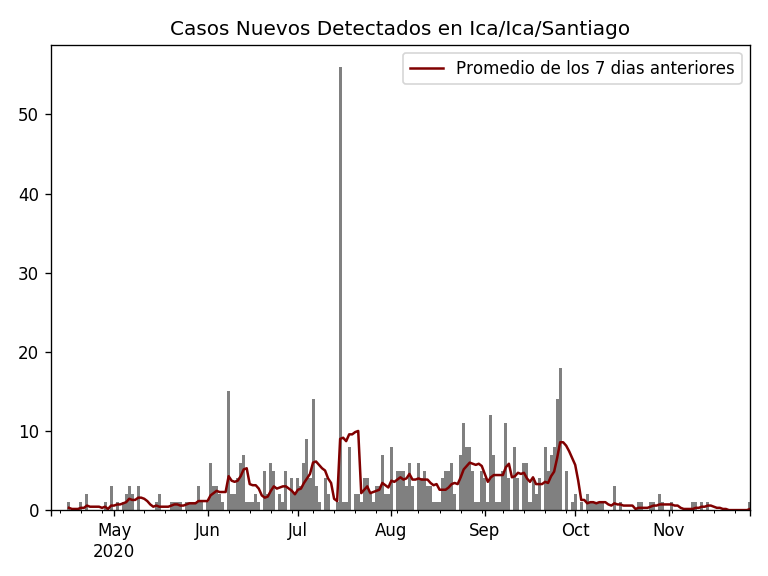 Casos Nuevos Detectados en Ica/Ica/Santiago
Promedio de los 7 dias anteriores
50
40
30
20
10
0
May Jun Jul Aug Sep Oct Nov
2020